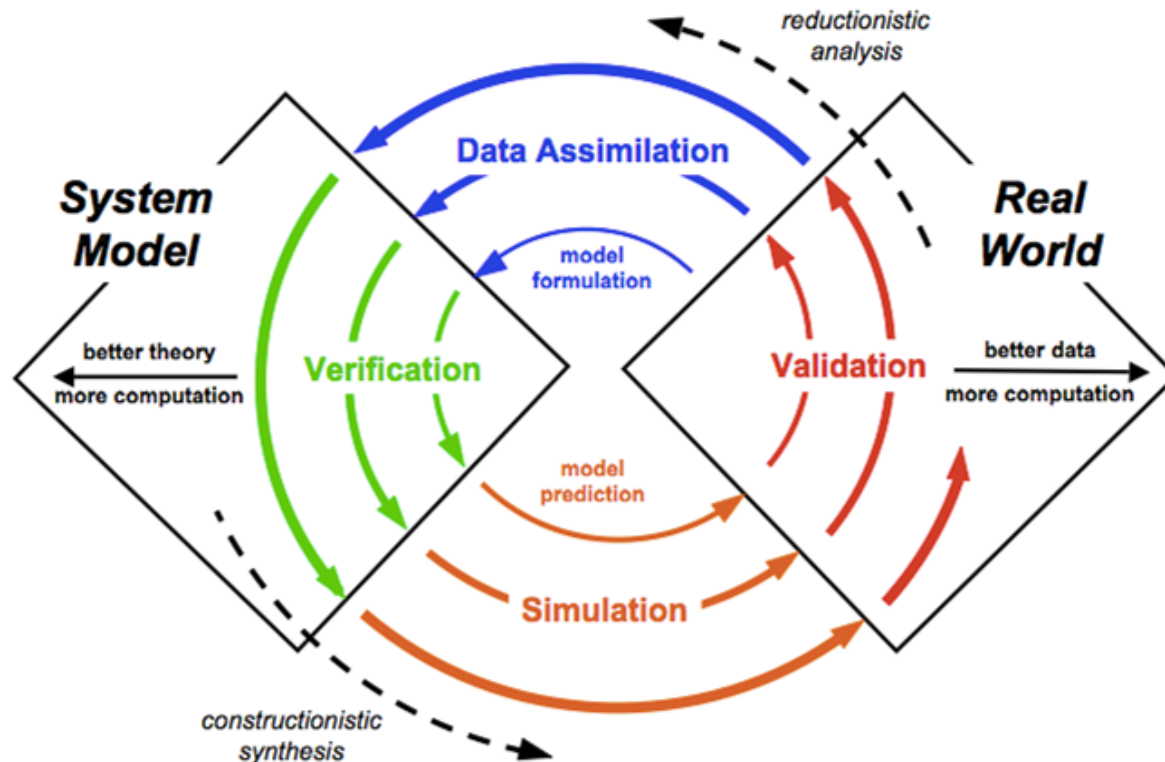 reductionistic
analysis
Data Assimilation
System
Model
Real
World
model
formulation
better theory
more computation
Verification
Validation
better data
more computation
model
prediction
Simulation
constructionistic
synthesis